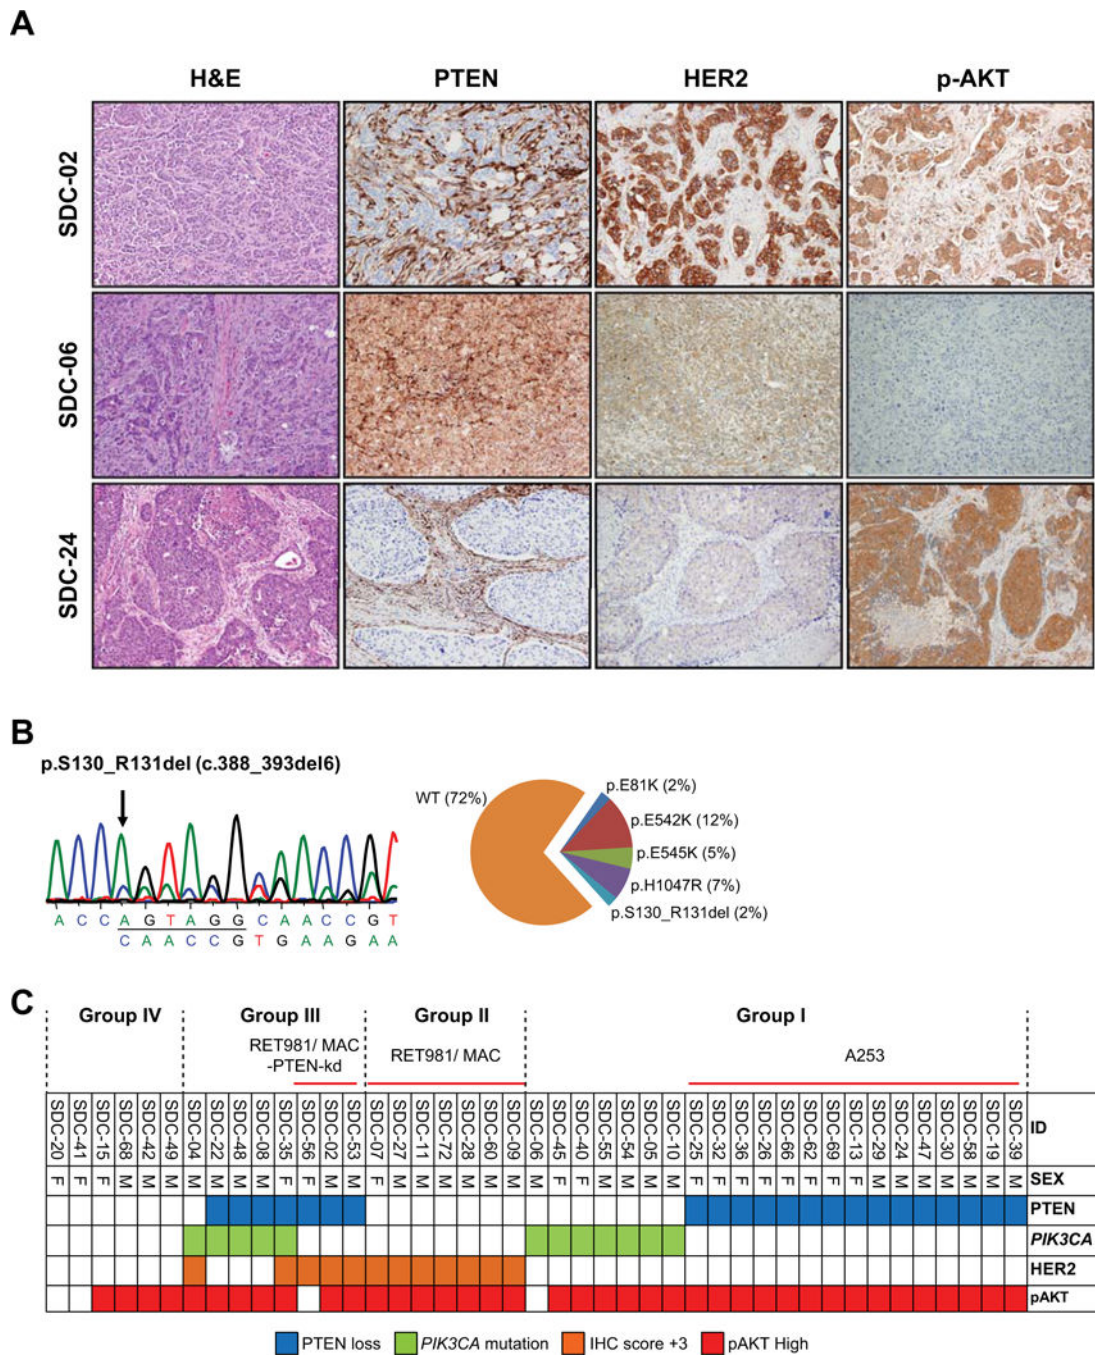 A
H&E PTEN HER2 p-AKT
SDC-02
SDC-06
SDC-24
B
p.S130_R131del (c.388_393del6)
A C C A G T A G G C A A C C G T
C A A C C G T G A A G A A
WT (72%)
p.E81K (2%)
p.E542K (12%)
p.E545K (5%)
p.H1047R (7%)
p.S130_R131del (2%)
C
Group IV Group III Group II Group I
RET981/ MAC
-PTEN-kd
RET981/ MAC
A253
SDC-20 SDC-41 SDC-15 SDC-68 SDC-42 SDC-49 SDC-04 SDC-22 SDC-48 SDC-08 SDC-35 SDC-56 SDC-02 SDC-53 SDC-07 SDC-27 SDC-11 SDC-72 SDC-28 SDC-60 SDC-09 SDC-06 SDC-45 SDC-40 SDC-55 SDC-54 SDC-05 SDC-10 SDC-25 SDC-32 SDC-36 SDC-26 SDC-66 SDC-62 SDC-69 SDC-13 SDC-29 SDC-24 SDC-47 SDC-30 SDC-58 SDC-19 SDC-39 ID
F F F M M M M M M M F F M M F M M M M M M M F F M M M M F F F F F F F F M M M M M M M SEX
PTEN
PIK3CA
HER2
pAKT
PTEN loss PIK3CA mutation IHC score +3 pAKT High